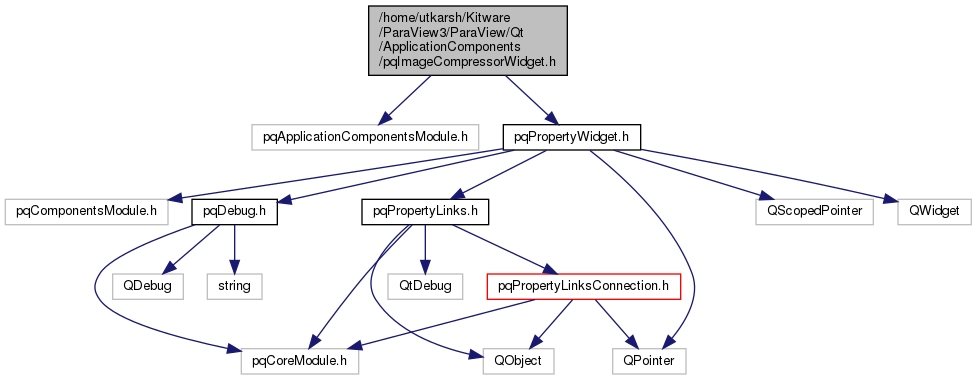 /home/utkarsh/Kitware
/ParaView3/ParaView/Qt
/ApplicationComponents
/pqImageCompressorWidget.h
pqApplicationComponentsModule.h
pqPropertyWidget.h
pqComponentsModule.h
pqDebug.h
pqPropertyLinks.h
QScopedPointer
QWidget
QDebug
string
QtDebug
pqPropertyLinksConnection.h
pqCoreModule.h
QObject
QPointer